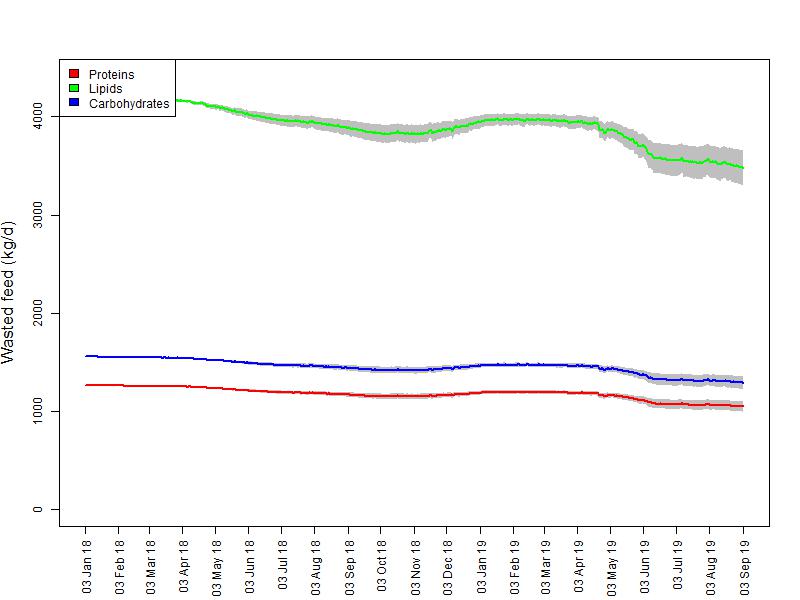 Proteins
Lipids
Carbohydrates
Wasted feed (kg/d)
4000
3000
2000
1000
0
03 Jan 18
03 Feb 18
03 Mar 18
03 Apr 18
03 May 18
03 Jun 18
03 Jul 18
03 Aug 18
03 Sep 18
03 Oct 18
03 Nov 18
03 Dec 18
03 Jan 19
03 Feb 19
03 Mar 19
03 Apr 19
03 May 19
03 Jun 19
03 Jul 19
03 Aug 19
03 Sep 19